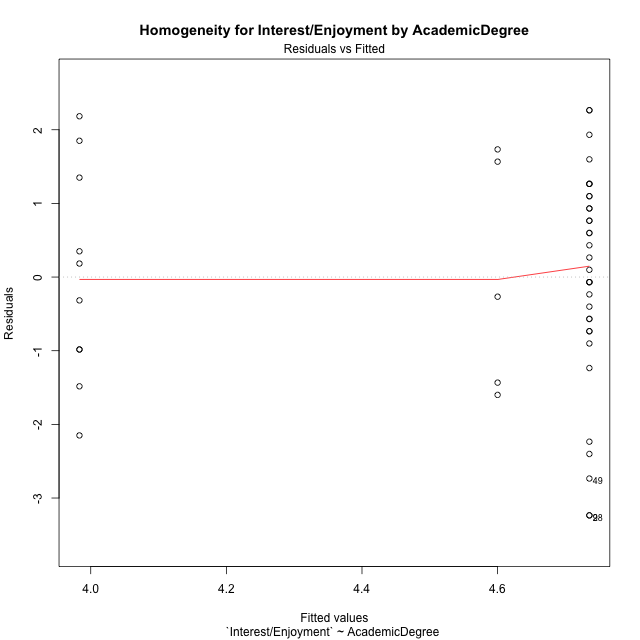 Homogeneity for Interest/Enjoyment by AcademicDegree
Residuals vs Fitted
2
1
0
-1
-2
-3
Residuals
49
4.0 4.2 4.4 4.6
Fitted values
`Interest/Enjoyment` ~ AcademicDegree